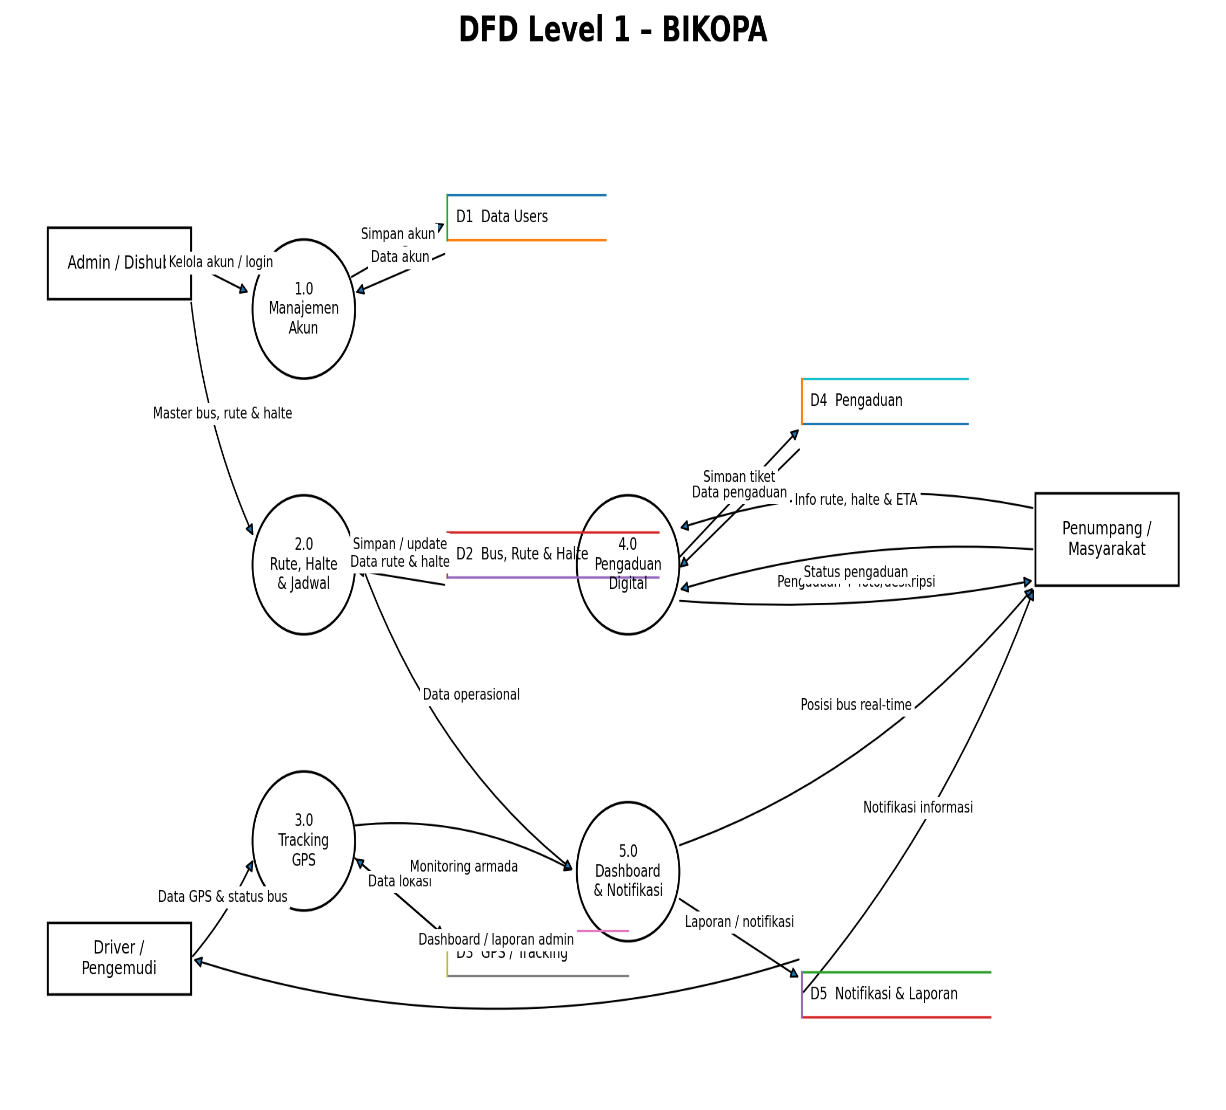 DFD Level 1 – BIKOPA
D1 Data Users
Simpan akun
Data akun
Admin / Dishub
Kelola akun / login
1.0
Manajemen
Akun
Master bus, rute & halte
D4 Pengaduan
Simpan tiket
Data pengaduan
Info rute, halte & ETA
Penumpang /
Masyarakat
2.0
Rute, Halte
& Jadwal
Simpan / update
Data rute & halte
D2 Bus, Rute & Halte
4.0
Pengaduan
Digital
Status pengaduan
Data operasional
Posisi bus real-time
Notifikasi informasi
3.0
Tracking
GPS
Monitoring armada
Data lokasi
5.0
Dashboard
& Notifikasi
Data GPS & status bus
Laporan / notifikasi
Dashboard / laporan admin
D3 GPS / Tracking
Driver /
Pengemudi
D5 Notifikasi & Laporan